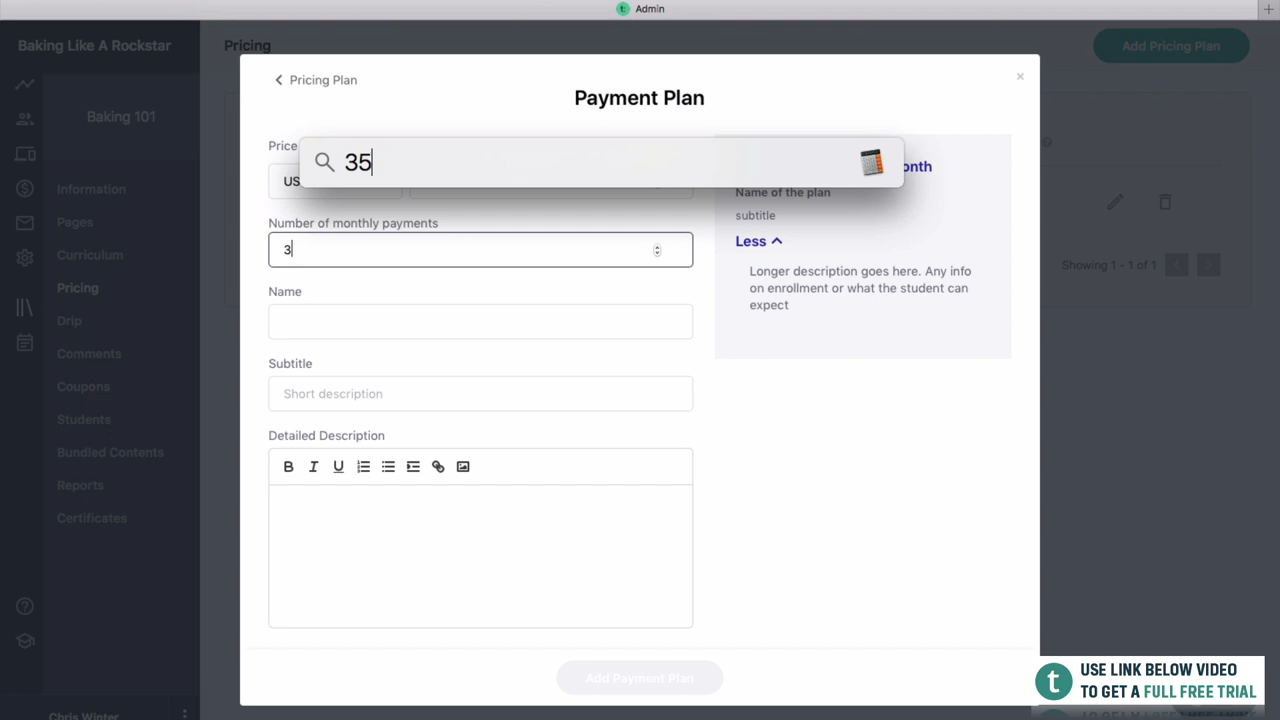 Admin
Baking Like A Rockstar
Pricing
Add Pricing Plan
Pricing Plan
Payment Plan
Baking 101
Price
35
onth
US
Name of the plan
subtitle
Less
Longer description goes here. Any info
on enrollment or what the student can
expect
Number of monthly payments
3
Name
Subtitle
Short description
Detailed Description
B I U
Add Payment Plan
Information
Pages
Curriculum
Pricing
Drip
Comments
Coupons
Students
Bundled Contents
Reports
Certificates
Chris Winter
Showing 1 - 1 of 1
t
USE LINK BELOW VIDEO
TO GET A FULL FREE TRIAL